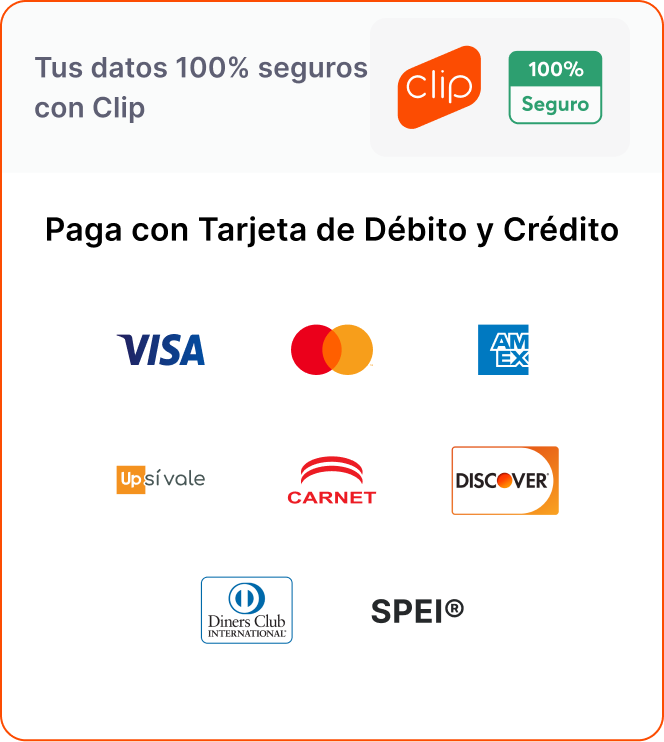 Tus datos 100% seguros
con Clip
clip
100%
Seguro
Paga con Tarjeta de Débito y Crédito
VISA
AM
EX
Up sí vale
CARNET
DISCOVER
Diners Club
INTERNATIONAL
SPEI®